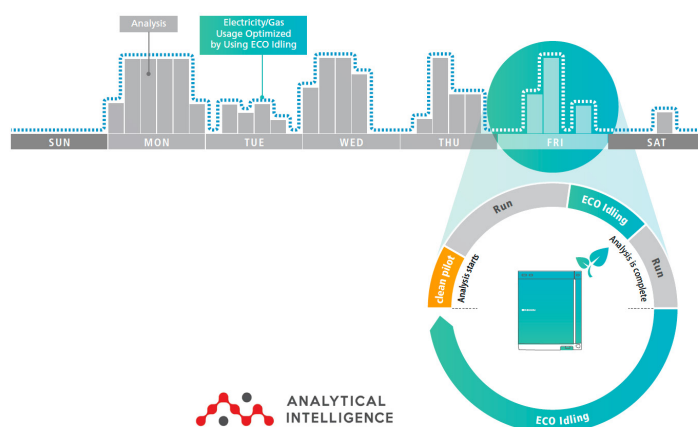 Analysis
Electricity/Gas
Usage Optimized
by Using ECO Idling
SUN
MON
TUE
WED
THU
FRI
SAT
Run
ECO Idling
Run
clean pilot
Analysis starts
Analysis is complete
ECO Idling
ANALYTICAL
INTELLIGENCE